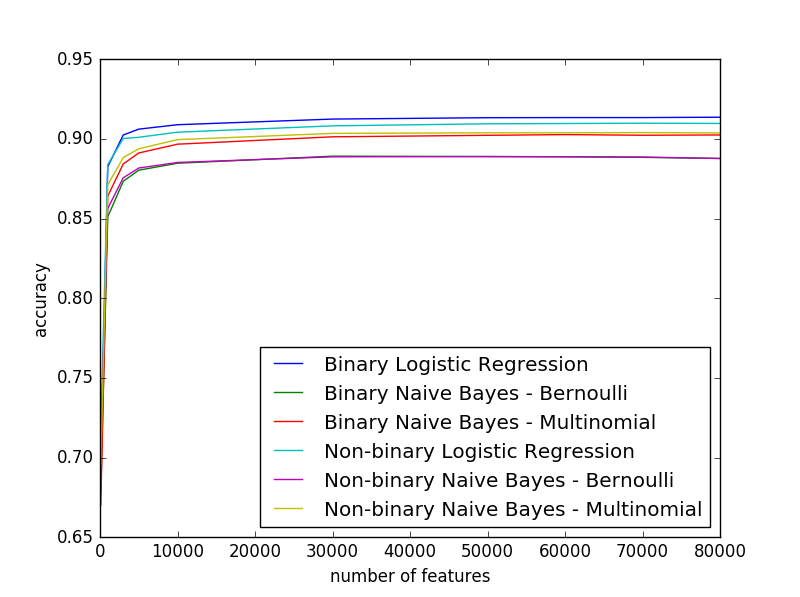 0.95
0.90
0.85
0.80
0.75
0.70
0.65
accuracy
Binary Logistic Regression
Binary Naive Bayes - Bernoulli
Binary Naive Bayes - Multinomial
Non-binary Logistic Regression
Non-binary Naive Bayes - Bernoulli
Non-binary Naive Bayes - Multinomial
0 10000 20000 30000 40000 50000 60000 70000 80000
number of features